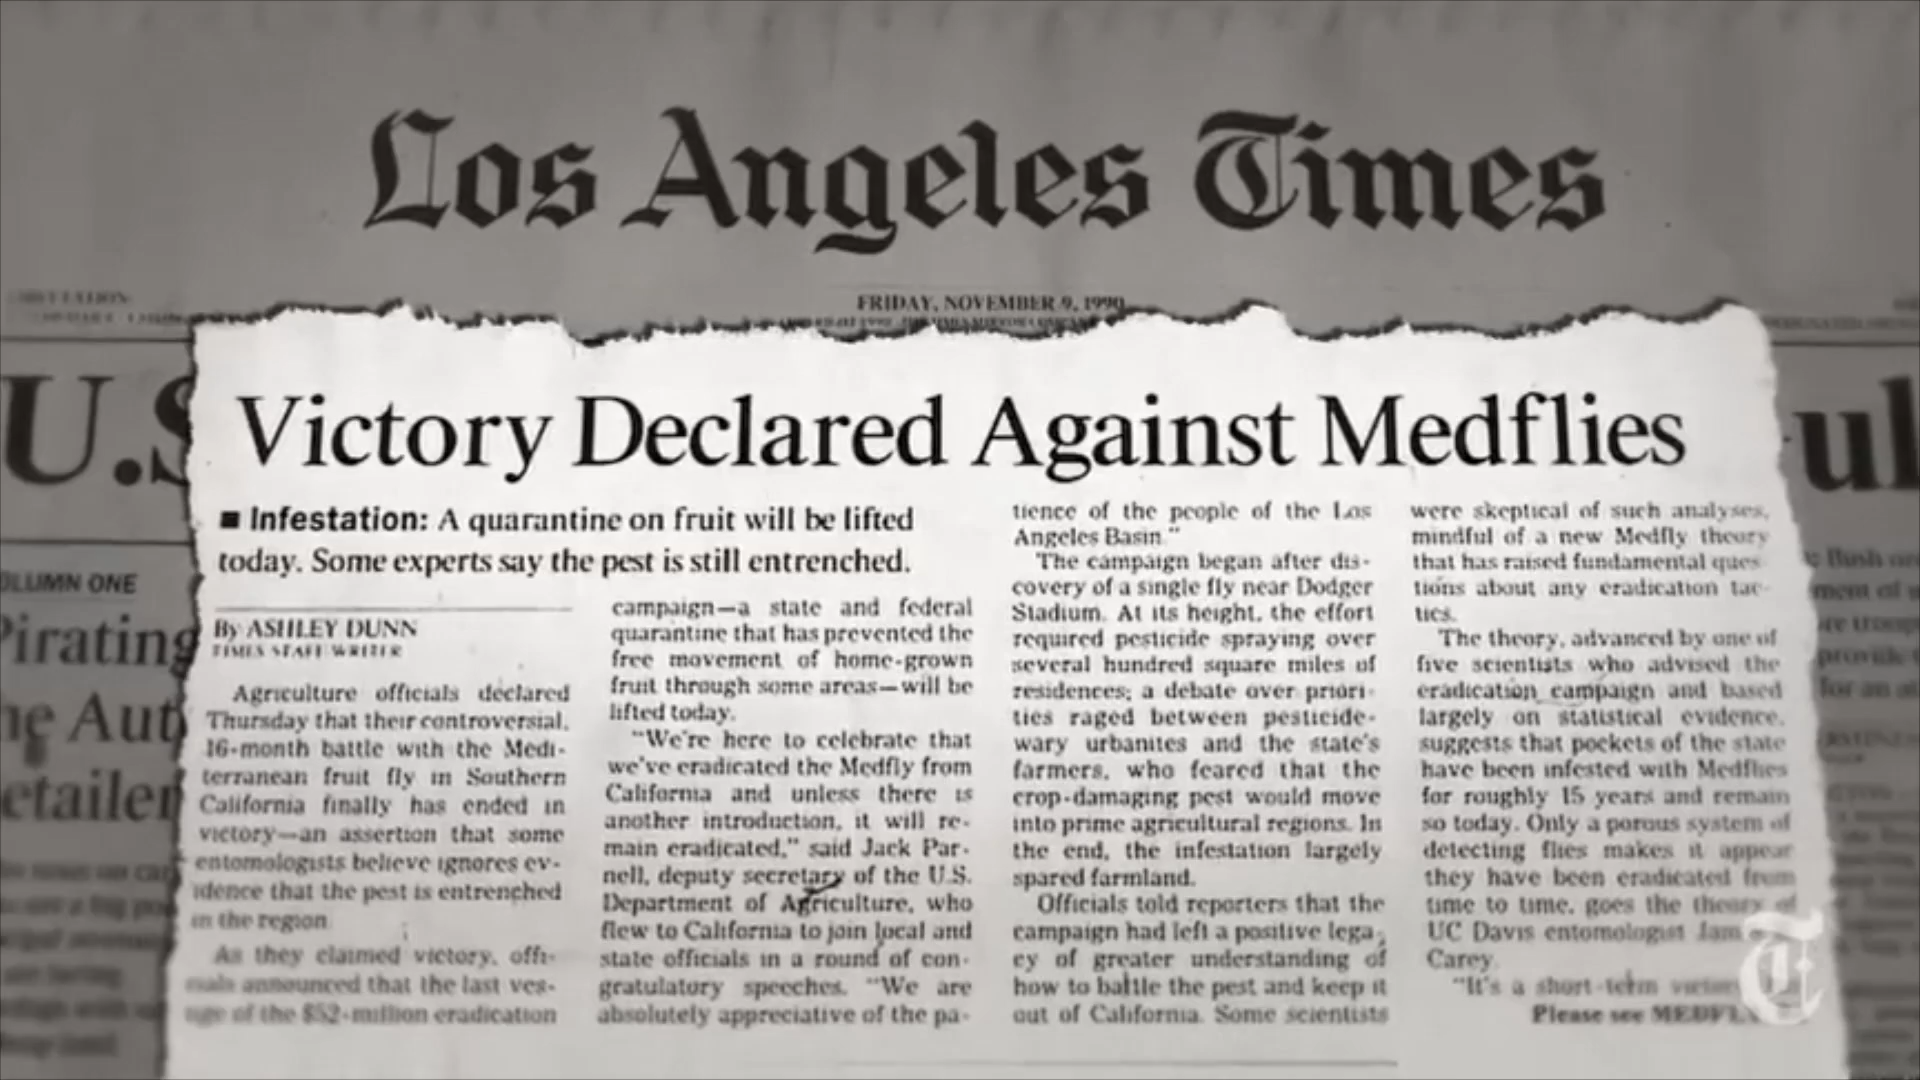 Los Angeles Times
FRIDAY, NOVEMBER 9, 1990
U.S
ul
OLUMN ONE
Pirating
he Aut
etailer
Victory Declared Against Medflies
■ Infestation: A quarantine on fruit will be lifted
today. Some experts say the pest is still entrenched.
By ASHLEY DUNN
TIMES STAFF WRITER
Agriculture officials declared
Thursday that their controversial,
16-month battle with the Medi-
terranean fruit fly in Southern
California finally has ended in
victory—an assertion that some
entomologists believe ignores ev-
idence that the pest is entrenched
in the region.
As they claimed victory, offi-
cials announced that the last ves-
tige of the $52-million eradication
campaign—a state and federal
quarantine that has prevented the
free movement of home-grown
fruit through some areas—will be
lifted today.
"We're here to celebrate that
we've eradicated the Medfly from
California and unless there is
another introduction, it will re-
main eradicated," said Jack Par-
nell, deputy secretary of the U.S.
Department of Agriculture, who
flew to California to join local and
state officials in a round of con-
gratulatory speeches. "We are
absolutely appreciative of the pa-
tience of the people of the Los
Angeles Basin."
The campaign began after dis-
covery of a single fly near Dodger
Stadium. At its height, the effort
required pesticide spraying over
several hundred square miles of
residences; a debate over priori-
ties raged between pesticide-
wary urbanites and the state's
farmers, who feared that the
crop-damaging pest would move
into prime agricultural regions. In
the end, the infestation largely
spared farmland.
Officials told reporters that the
campaign had left a positive lega-
cy of greater understanding of
how to battle the pest and keep it
out of California. Some scientists
were skeptical of such analyses,
mindful of a new Medfly theory
that has raised fundamental ques-
tions about any eradication tac-
tics.
The theory, advanced by one of
five scientists who advised the
eradication campaign and based
largely on statistical evidence,
suggests that pockets of the state
have been infested with Medflies
for roughly 15 years and remain
so today. Only a porous system of
detecting flies makes it appear
they have been eradicated from
time to time, goes the theory of
UC Davis entomologist
Carey.
"It's a short-term
Please see
T